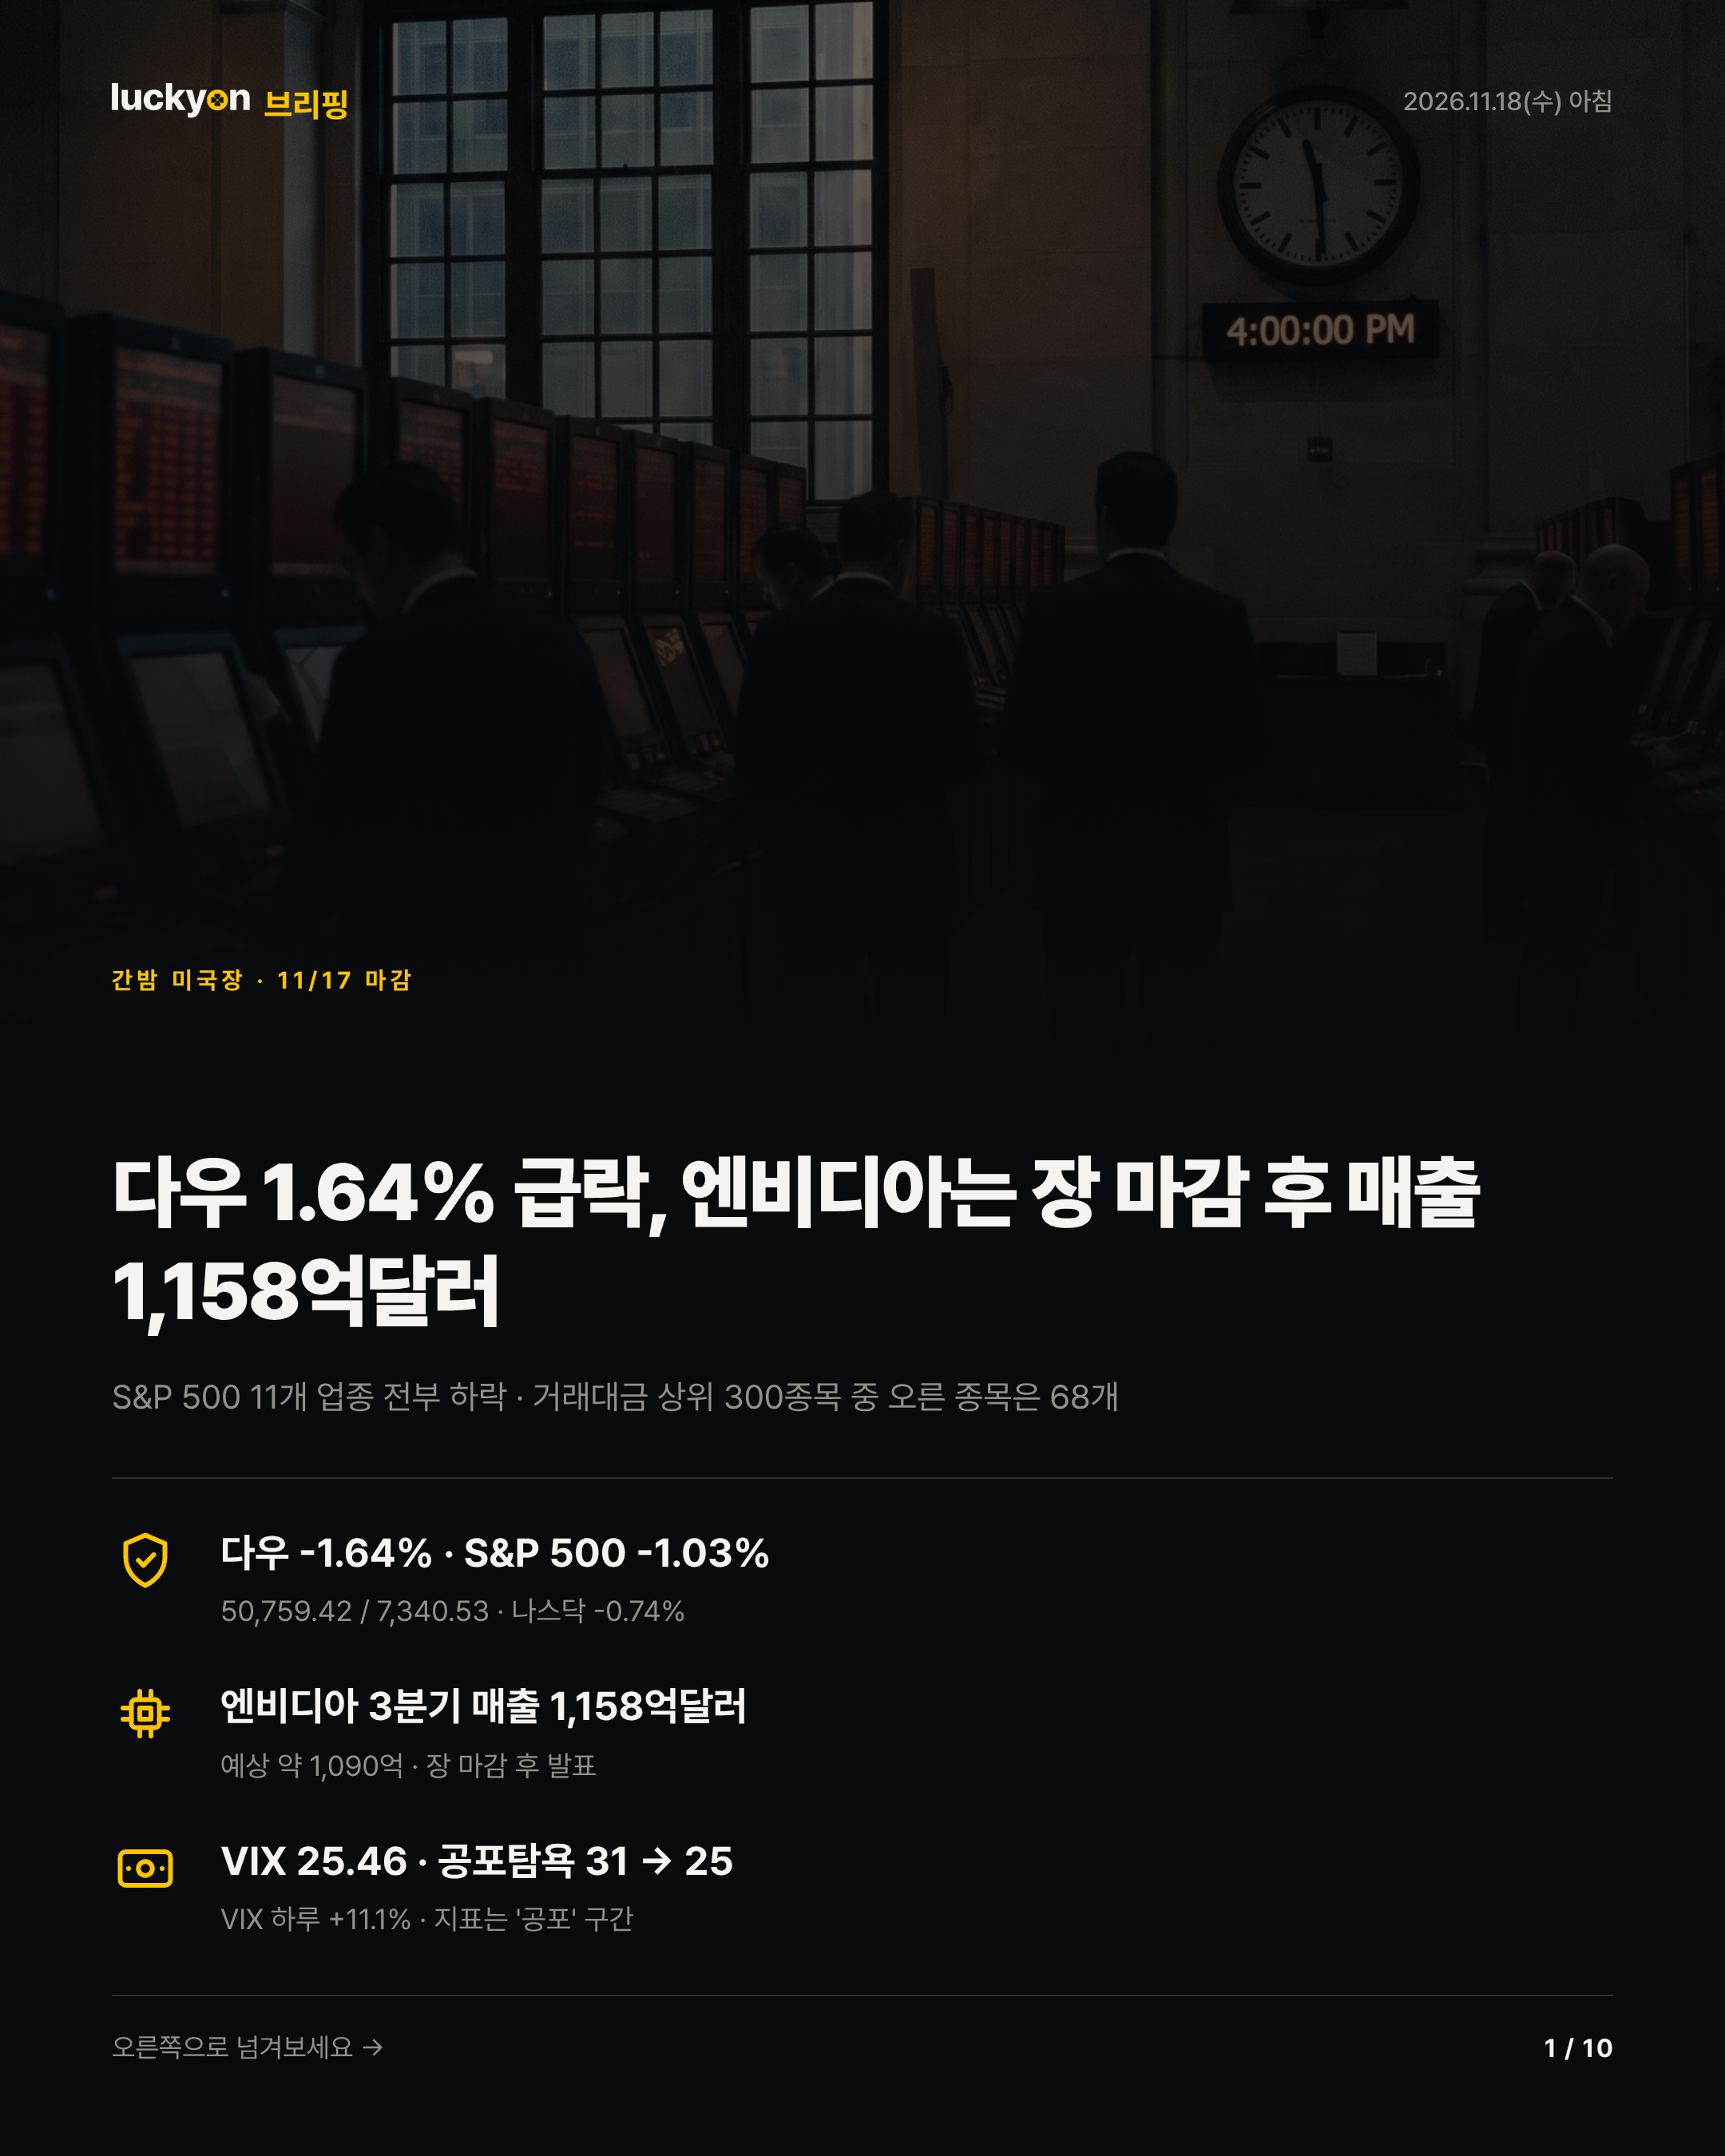 luckyon 브리핑
2026.11.18(수) 아침
4:00:00 PM
간밤 미국장 · 11/17 마감
다우 1.64% 급락, 엔비디아는 장 마감 후 매출
1,158억달러
S&P 500 11개 업종 전부 하락 · 거래대금 상위 300종목 중 오른 종목은 68개
다우 -1.64% · S&P 500 -1.03%
50,759.42 / 7,340.53 · 나스닥 -0.74%
엔비디아 3분기 매출 1,158억달러
예상 약 1,090억 · 장 마감 후 발표
VIX 25.46 · 공포탐욕 31 → 25
VIX 하루 +11.1% · 지표는 '공포' 구간
오른쪽으로 넘겨보세요 →
1 / 10